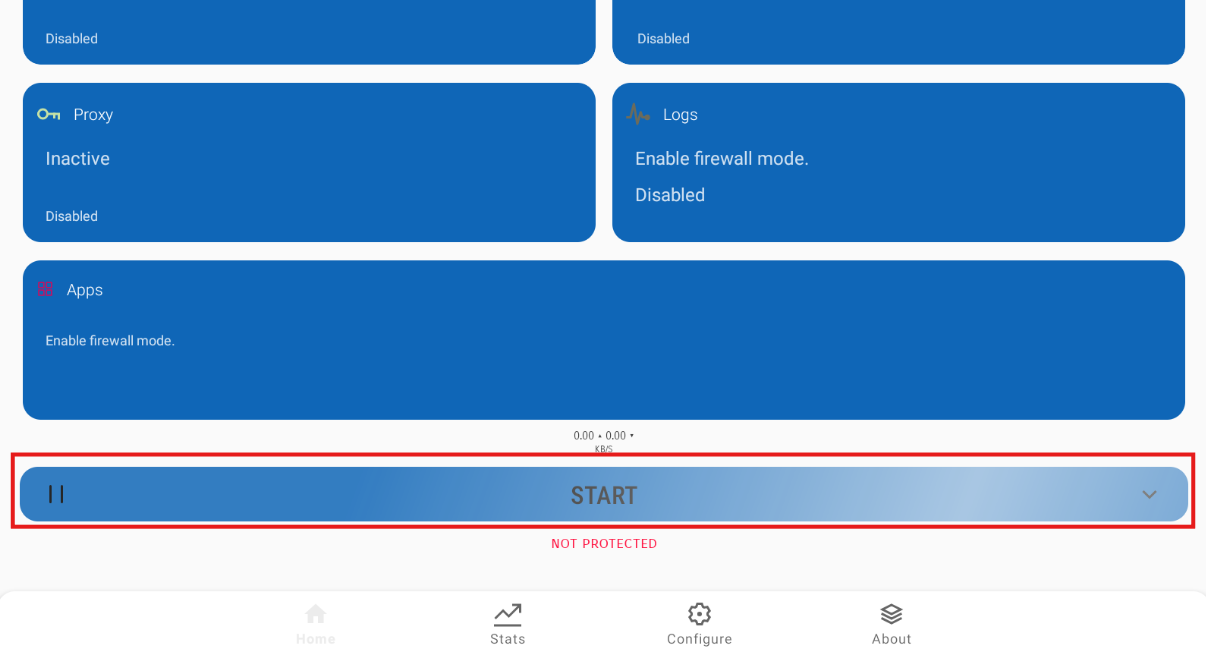 Disabled
Disabled
Proxy
Inactive
Disabled
Logs
Enable firewall mode.
Disabled
Apps
Enable firewall mode.
0.00 ▴ 0.00 ▾
KB/S
START
NOT PROTECTED
Home
Stats
Configure
About